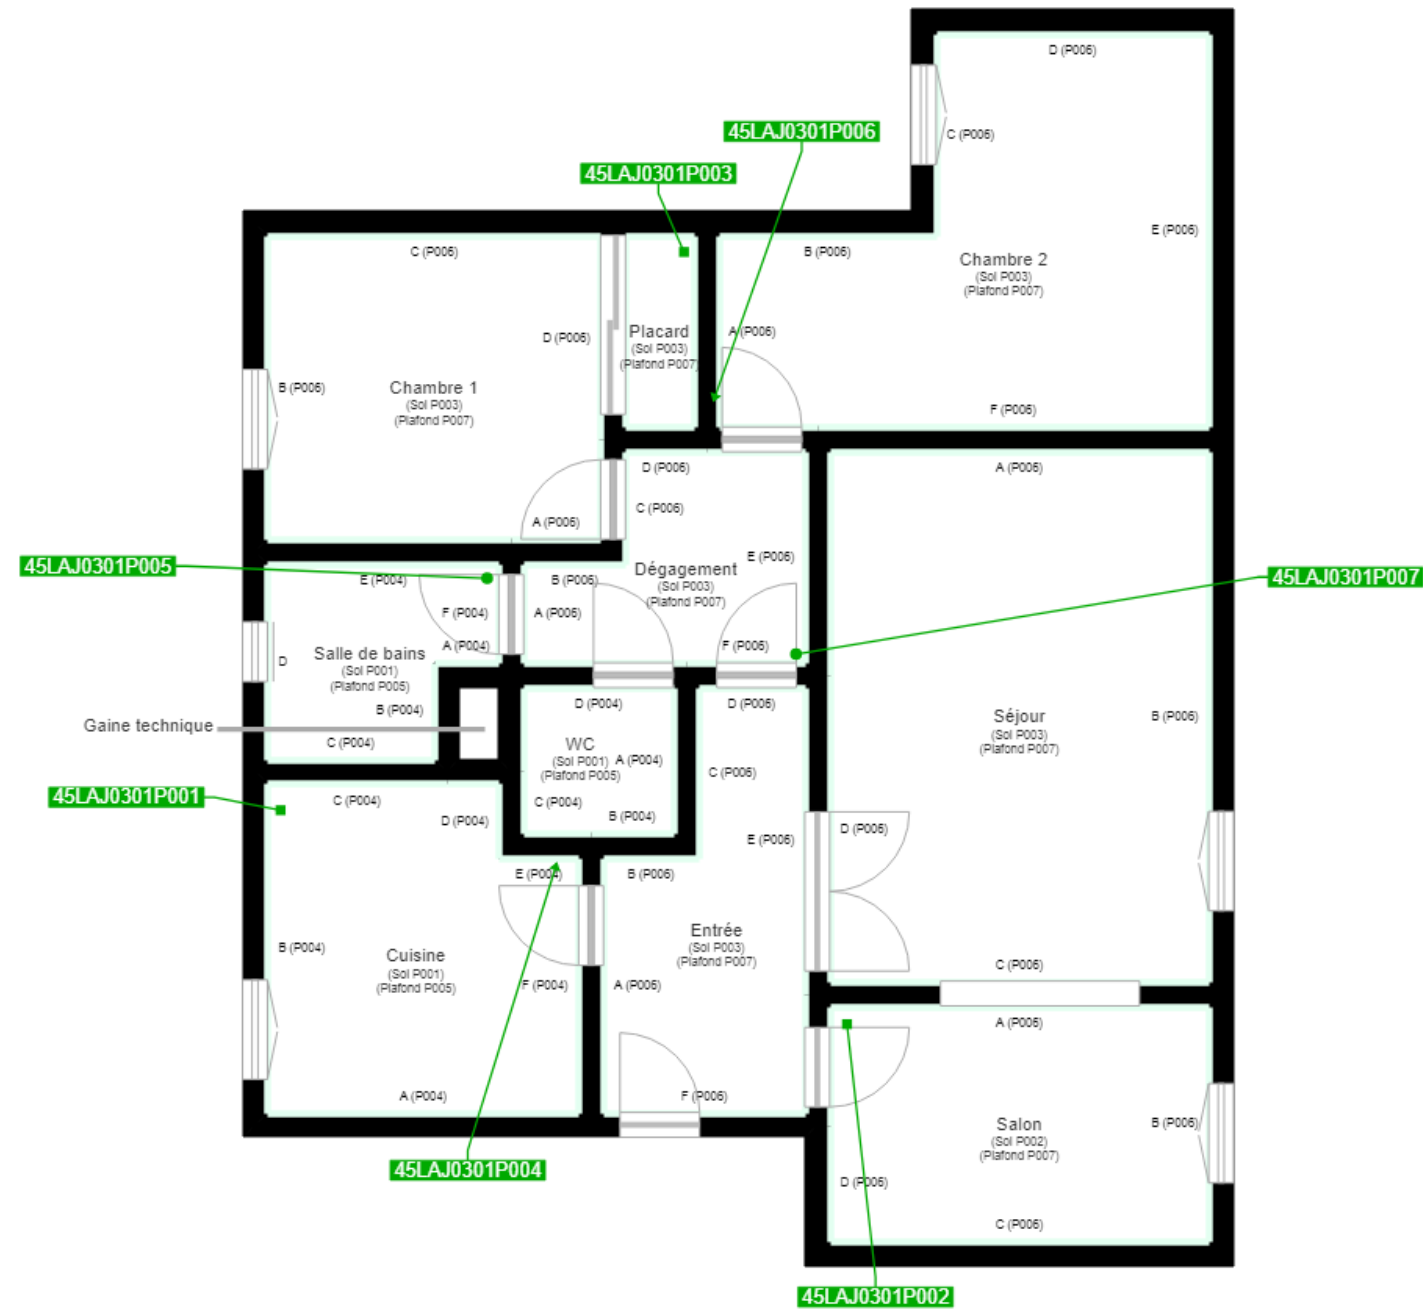 D (P006)
45LAJ0301P006
C (P006)
45LAJ0301P003
E (P006)
C (P006)
B (P006)
Chambre 2
(Sol P003)
(Plafond P007)
A (P006)
D (P006)
Placard
(Sol P003)
(Plafond P007)
B (P006)
Chambre 1
(Sol P003)
(Plafond P007)
F (P006)
D (P006)
A (P006)
C (P006)
A (P006)
E (P006)
45LAJ0301P005
E (P004)
B (P006)
Dégagement
(Sol P003)
(Plafond P007)
45LAJ0301P007
F (P004)
A (P006)
A (P004)
F (P006)
Salle de bains
(Sol P001)
(Plafond P005)
D
B (P004)
D (P004)
D (P006)
Gaine technique
C (P004)
WC
(Sol P001)
(Plafond P005)
A (P004)
C (P006)
Séjour
(Sol P003)
(Plafond P007)
B (P006)
45LAJ0301P001
C (P004)
C (P004)
B (P004)
D (P004)
E (P006)
D (P006)
E (P004)
B (P006)
Entrée
(Sol P003)
(Plafond P007)
B (P004)
Cuisine
(Sol P001)
(Plafond P005)
F (P004)
A (P006)
C (P006)
A (P006)
A (P004)
F (P006)
Salon
(Sol P002)
(Plafond P007)
B (P006)
45LAJ0301P004
D (P006)
C (P006)
45LAJ0301P002